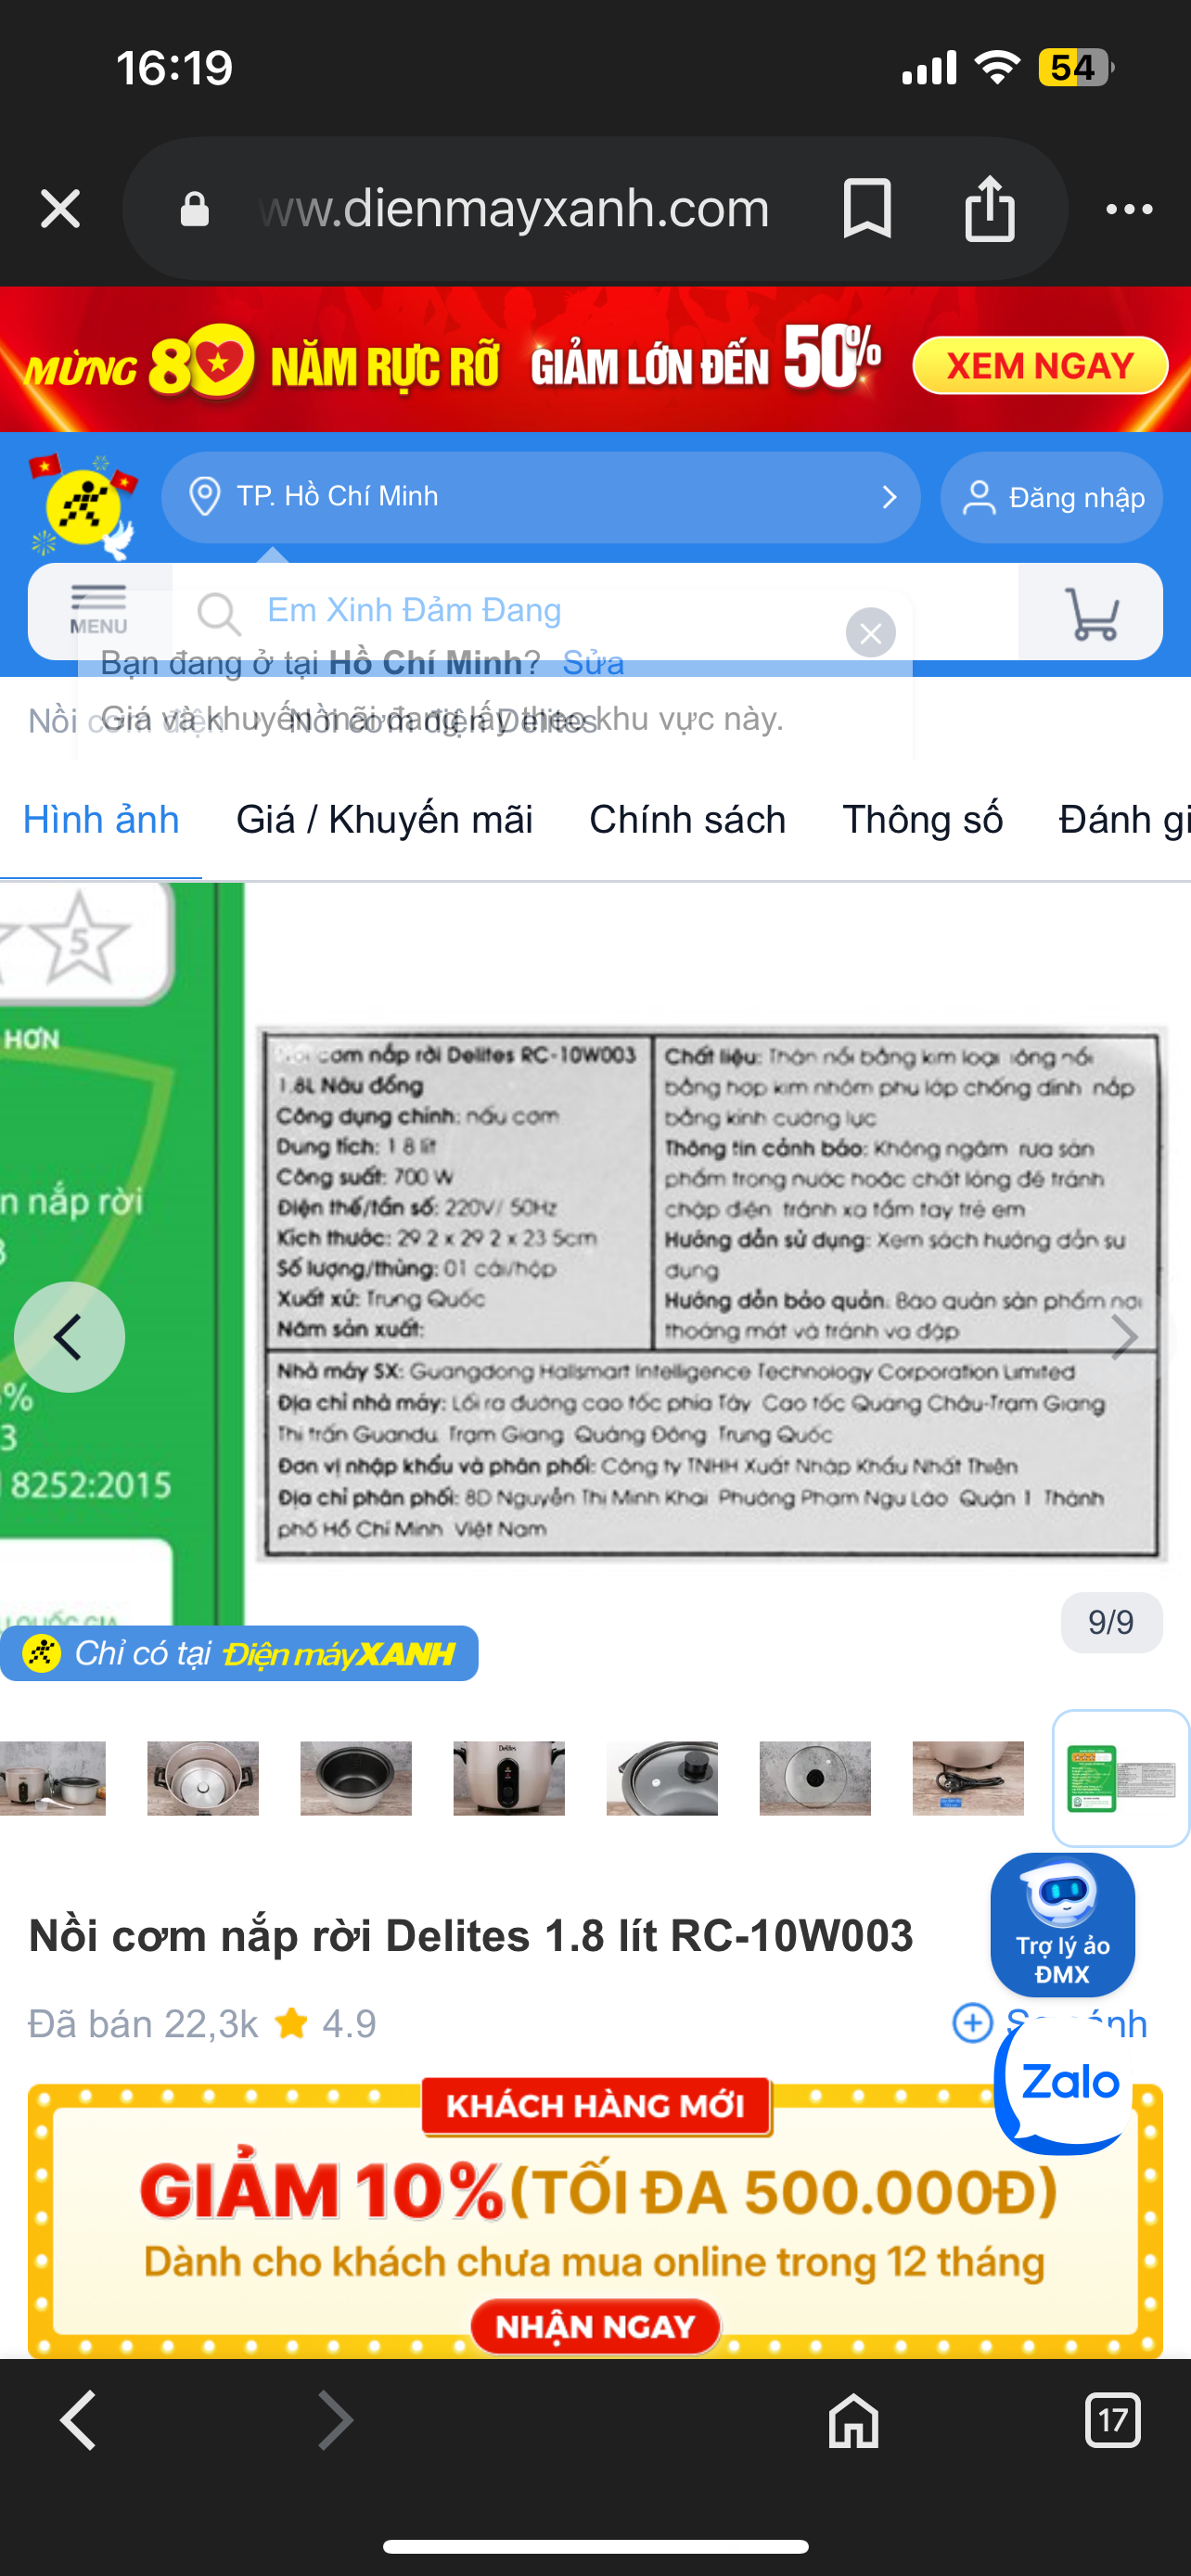 16:19
54
ww.dienmayxanh.com
MỪNG 80 NĂM RỰC RỠ GIẢM LỚN ĐẾN 50% XEM NGAY
TP. Hồ Chí Minh
Đăng nhập
MENU
Em Xinh Đảm Đang
Bạn đang ở tại Hồ Chí Minh? Sửa
Nồi cơm điện Nồi cơm điện Delites
Giá và khuyến mãi đang lấy theo khu vực này.
Hình ảnh Giá / Khuyến mãi Chính sách Thông số Đánh gi
5
HƠN
n nắp rời
%
3
8252:2015
Nồi cơm nắp rời Delites RC-10W003
1.8L Nâu đồng
Công dụng chính: nấu cơm
Dung tích: 1 8 lít
Công suất: 700 W
Điện thế/tần số: 220V/ 50Hz
Kích thước: 29 2 x 29 2 x 23 5cm
Số lượng/thùng: 01 cái/hộp
Xuất xứ: Trung Quốc
Năm sản xuất:
Chất liệu: Thân nồi bằng kim loại lòng nồi
bằng hợp kim nhôm phủ lớp chống dính nắp
bằng kính cường lực
Thông tin cảnh báo: Không ngâm rửa sản
phẩm trong nước hoặc chất lỏng để tránh
chập điện tránh xa tầm tay trẻ em
Hướng dẫn sử dụng: Xem sách hướng dẫn sử
dụng
Hướng dẫn bảo quản: Bảo quản sản phẩm nơi
thoáng mát và tránh va đập
Nhà máy SX: Guangdong Hallsmart Intelligence Technology Corporation Limited
Địa chỉ nhà máy: Lối ra đường cao tốc phía Tây Cao tốc Quảng Châu-Trạm Giang
Thị trấn Guandu Trạm Giang Quảng Đông Trung Quốc
Đơn vị nhập khẩu và phân phối: Công ty TNHH Xuất Nhập Khẩu Nhất Thiên
Địa chỉ phân phối: 8D Nguyễn Thị Minh Khai Phường Phạm Ngũ Lão Quận 1 Thành
phố Hồ Chí Minh Việt Nam
9/9
Chỉ có tại Điện máy XANH
Delites
Nồi cơm nắp rời Delites 1.8 lít RC-10W003
Trợ lý ảo
ĐMX
Đã bán 22,3k 4.9
Zalo
KHÁCH HÀNG MỚI
GIẢM 10% (TỐI ĐA 500.000Đ)
Dành cho khách chưa mua online trong 12 tháng
NHẬN NGAY
17